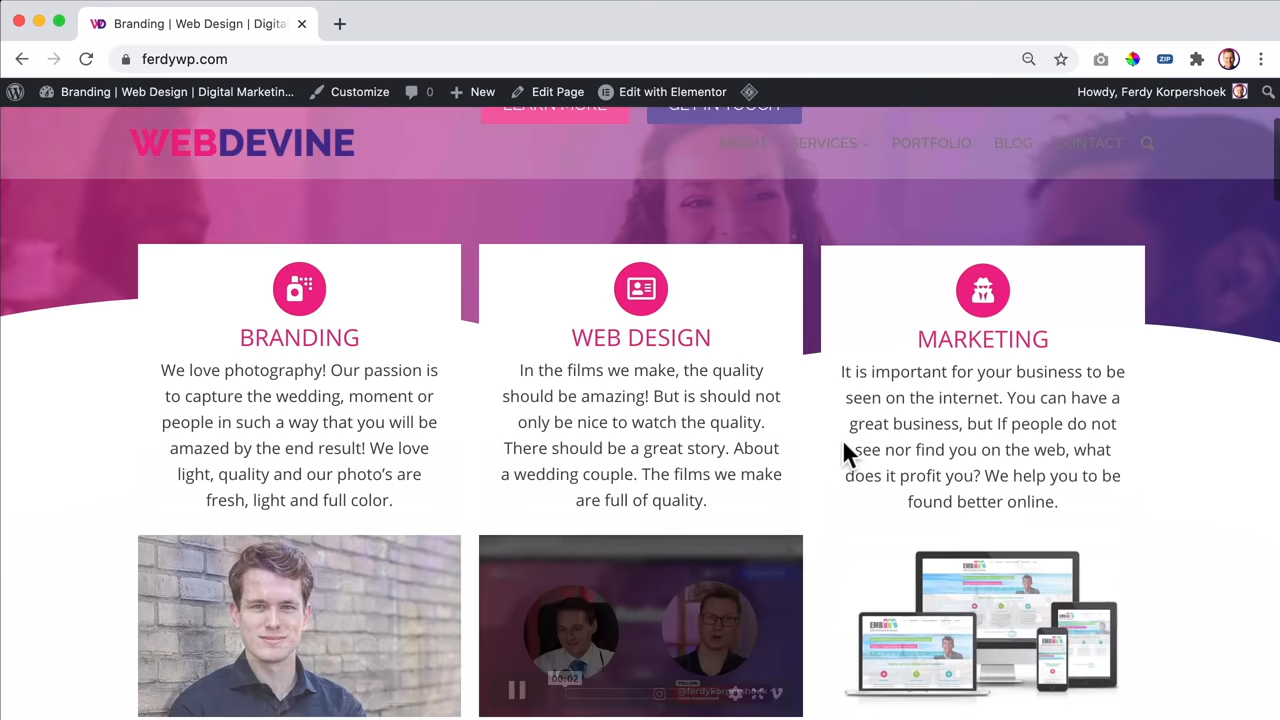 Branding | Web Design | Digita
ferdywp.com
ZIP
Branding | Web Design | Digital Marketin...
Customize
0
New
Edit Page
Edit with Elementor
Howdy, Ferdy Korpershoek
LEARN MORE
GET IN TOUCH
WEBDEVINE
ABOUT
SERVICES
PORTFOLIO
BLOG
CONTACT
BRANDING
We love photography! Our passion is
to capture the wedding, moment or
people in such a way that you will be
amazed by the end result! We love
light, quality and our photo’s are
fresh, light and full color.
WEB DESIGN
In the films we make, the quality
should be amazing! But is should not
only be nice to watch the quality.
There should be a great story. About
a wedding couple. The films we make
are full of quality.
MARKETING
It is important for your business to be
seen on the internet. You can have a
great business, but If people do not
see nor find you on the web, what
does it profit you? We help you to be
found better online.
00:02
FOLLOW
@ferdykorpershoek